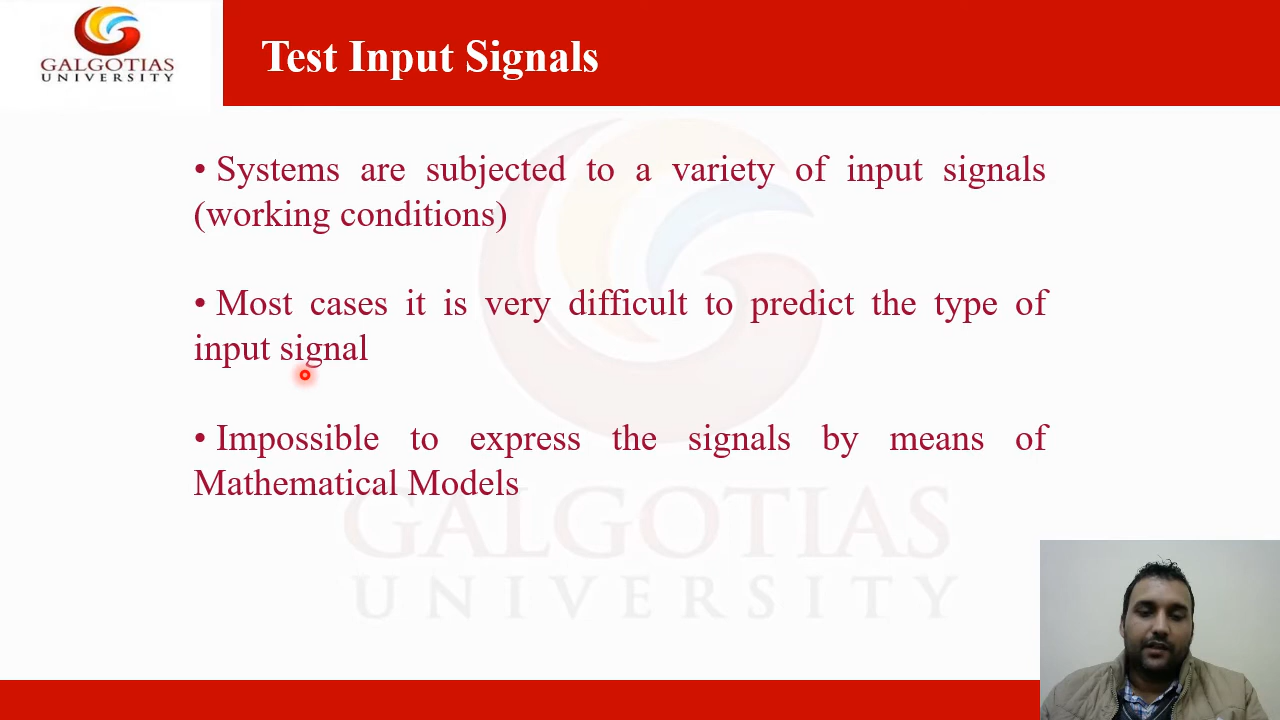 GALGOTIAS
UNIVERSITY
Test Input Signals
• Systems are subjected to a variety of input signals
(working conditions)
• Most cases it is very difficult to predict the type of
input signal
• Impossible to express the signals by means of
Mathematical Models
GALGOTIAS
UNIVERSITY